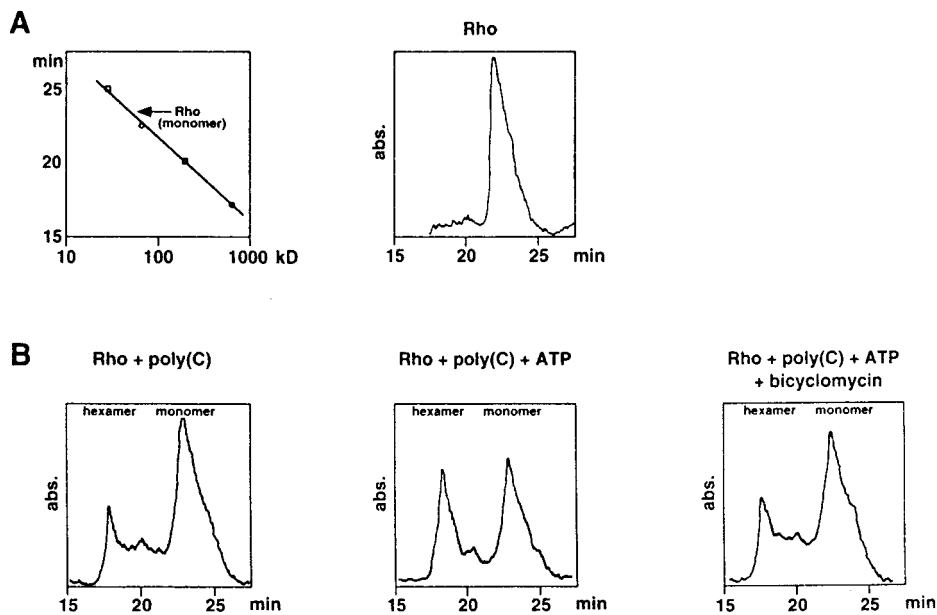 A
min
25
20
15
10
100
1000 kD
Rho
(monomer)
Rho
abs.
15
20
25
min
B
Rho + poly(C)
hexamer
monomer
abs.
15
20
25
min
Rho + poly(C) + ATP
hexamer
monomer
abs.
15
20
25
min
Rho + poly(C) + ATP
+ bicyclomycin
hexamer
monomer
abs.
15
20
25
min